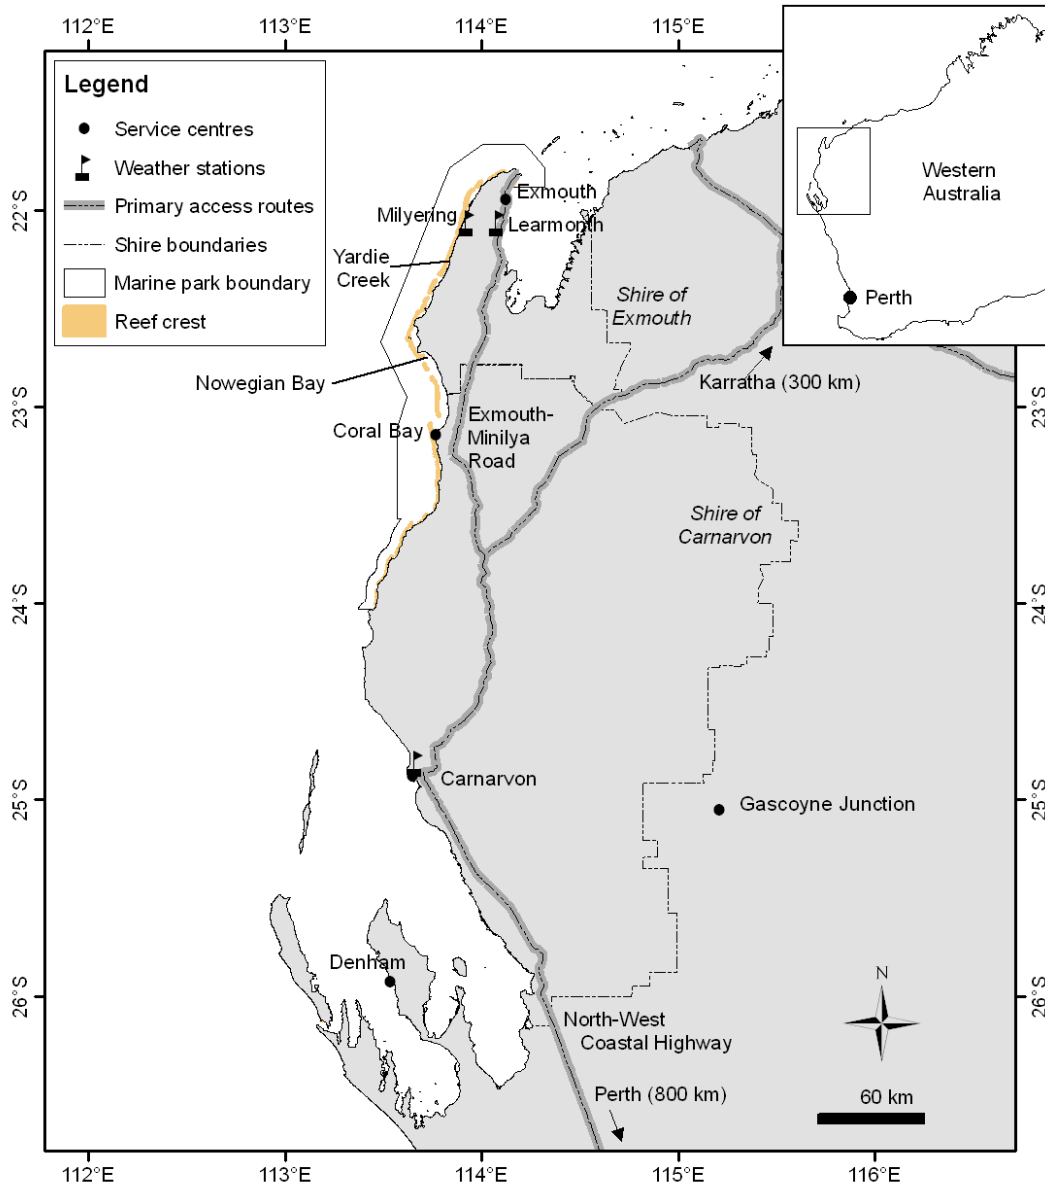 112°E
113°E
114°E
115°E
Legend
Service centres
Weather stations
Primary access routes
Shire boundaries
Marine park boundary
Reef crest
Western
Australia
Perth
22°S
23°S
24°S
25°S
26°S
Exmouth
Milyering
Learmonth
Yardie
Creek
Shire of
Exmouth
Nowegian Bay
Karratha (300 km)
Coral Bay
Exmouth-
Minilya
Road
Shire of
Carnarvon
Carnarvon
Gascoyne Junction
Denham
North-West
Coastal Highway
Perth (800 km)
N
60 km
22°S
23°S
24°S
25°S
26°S
112°E
113°E
114°E
115°E
116°E